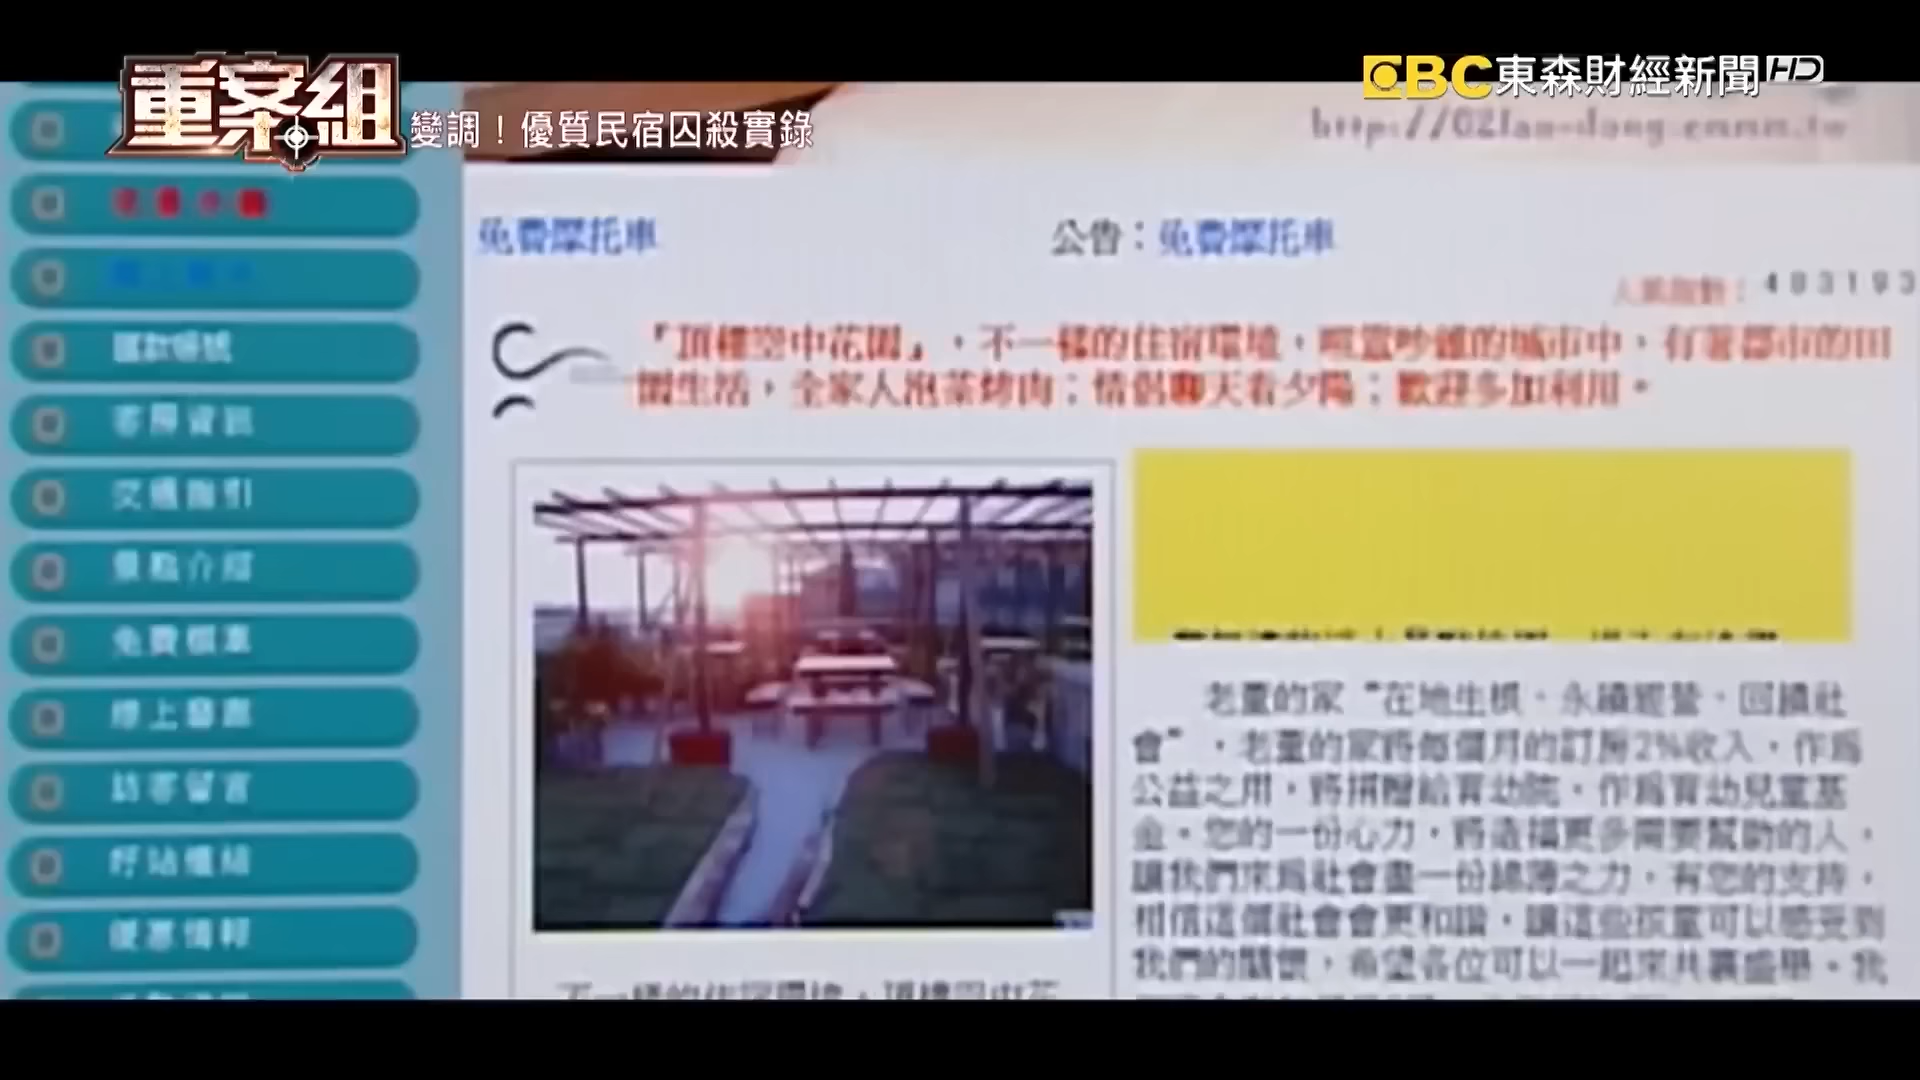 重案組
變調！優質民宿囚殺實錄
EBC東森財經新聞HD
免費摩托車
公告：免費摩托車
人氣指數：483193
『頂樓空中花園』，不一樣的住宿環境，喧囂吵雜的城市中，有著都市的田
園生活，全家人泡茶烤肉；情侶聊天看夕陽；歡迎多加利用。
匯款帳號
客房資訊
交通指引
景點介紹
免費機車
線上藝廊
訪客留言
好站連結
優惠情報
老董的家“在地生根、永續經營、回饋社
會”，老董的家將每個月的訂房2%收入，作為
公益之用，將捐贈給育幼院，作為育幼兒童基
金。您的一份心力，將造福更多需要幫助的人，
讓我們來為社會盡一份綿薄之力，有您的支持，
相信這個社會會更和諧，讓這些孩童可以感受到
我們的關懷，希望各位可以一起來共襄盛舉。我